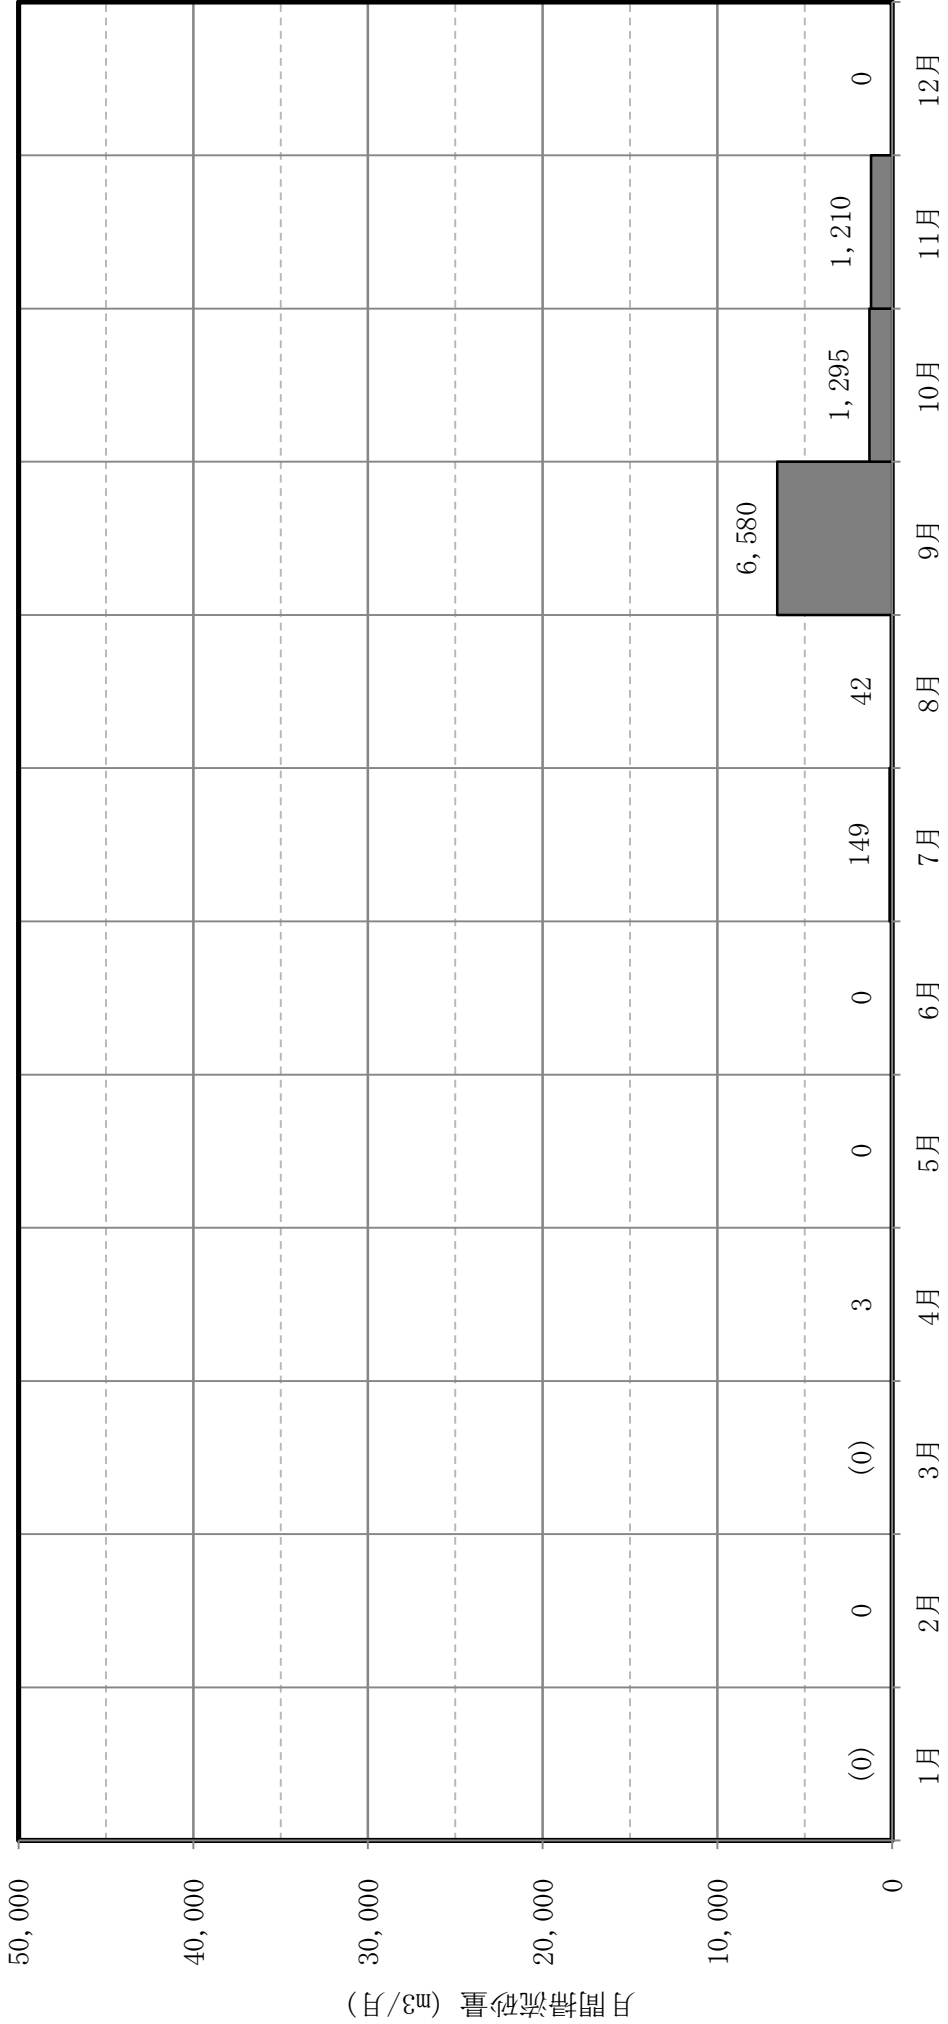 月間掃流砂量 (m3/月)
50,000
40,000
30,000
20,000
10,000
0
(0)
0
(0)
3
0
0
149
42
6,580
1,295
1,210
0
1月
2月
3月
4月
5月
6月
7月
8月
9月
10月
11月
12月